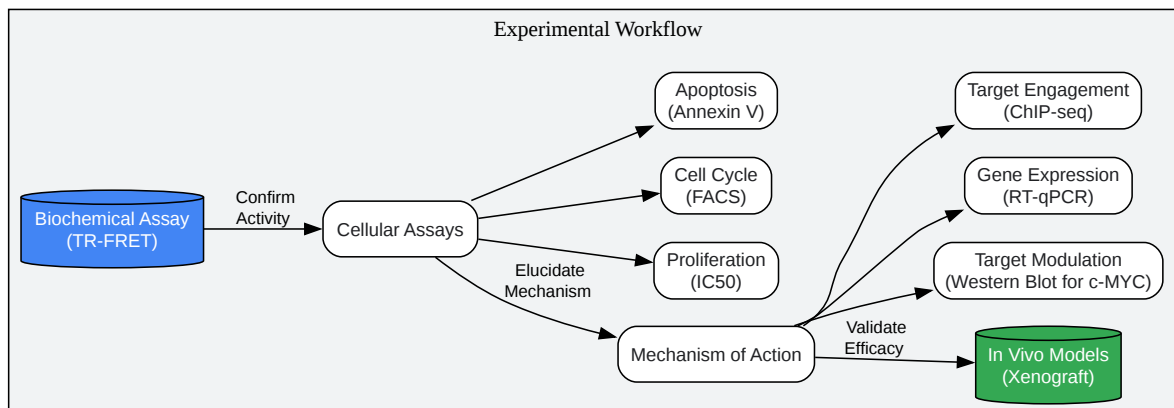 Experimental Workflow
Biochemical Assay
(TR-FRET)
Confirm
Activity
Cellular Assays
Apoptosis
(Annexin V)
Cell Cycle
(FACS)
Proliferation
(IC50)
Elucidate
Mechanism
Mechanism of Action
Target Engagement
(ChIP-seq)
Gene Expression
(RT-qPCR)
Target Modulation
(Western Blot for c-MYC)
Validate
Efficacy
In Vivo Models
(Xenograft)